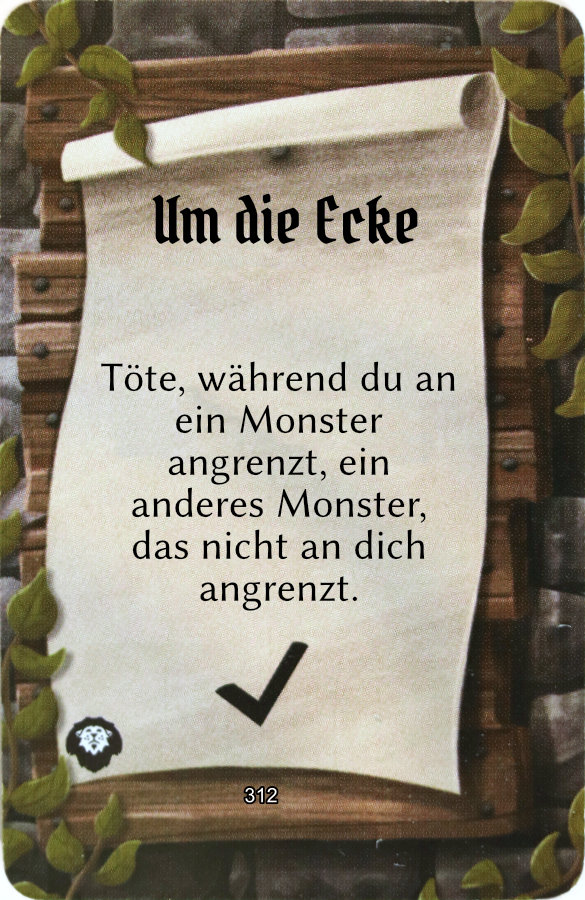 Um die Ecke
Töte, während du an
ein Monster
angrenzt, ein
anderes Monster,
das nicht an dich
angrenzt.
312